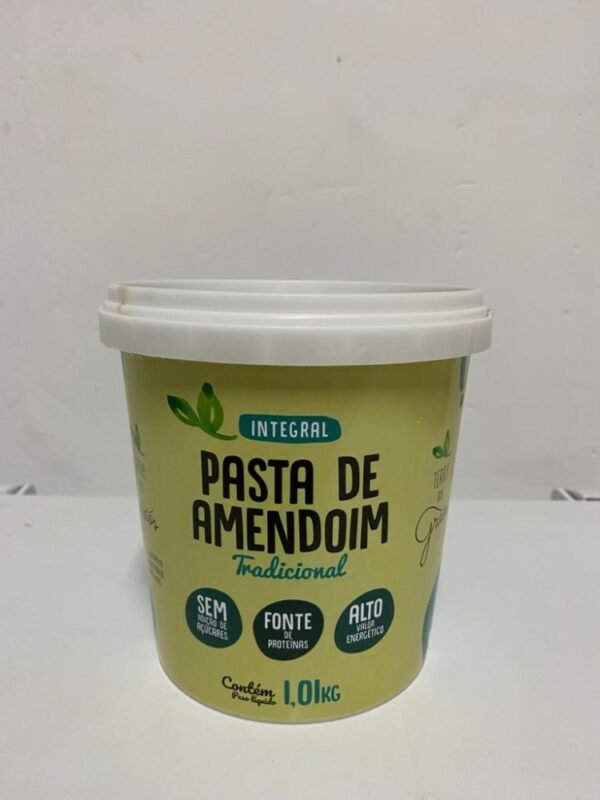 INTEGRAL
PASTA DE
AMENDOIM
Tradicional
SEM
ADIÇÃO DE
AÇÚCARES
FONTE
DE
PROTEÍNAS
ALTO
VALOR
ENERGÉTICO
Contém
Peso líquido
1,01KG